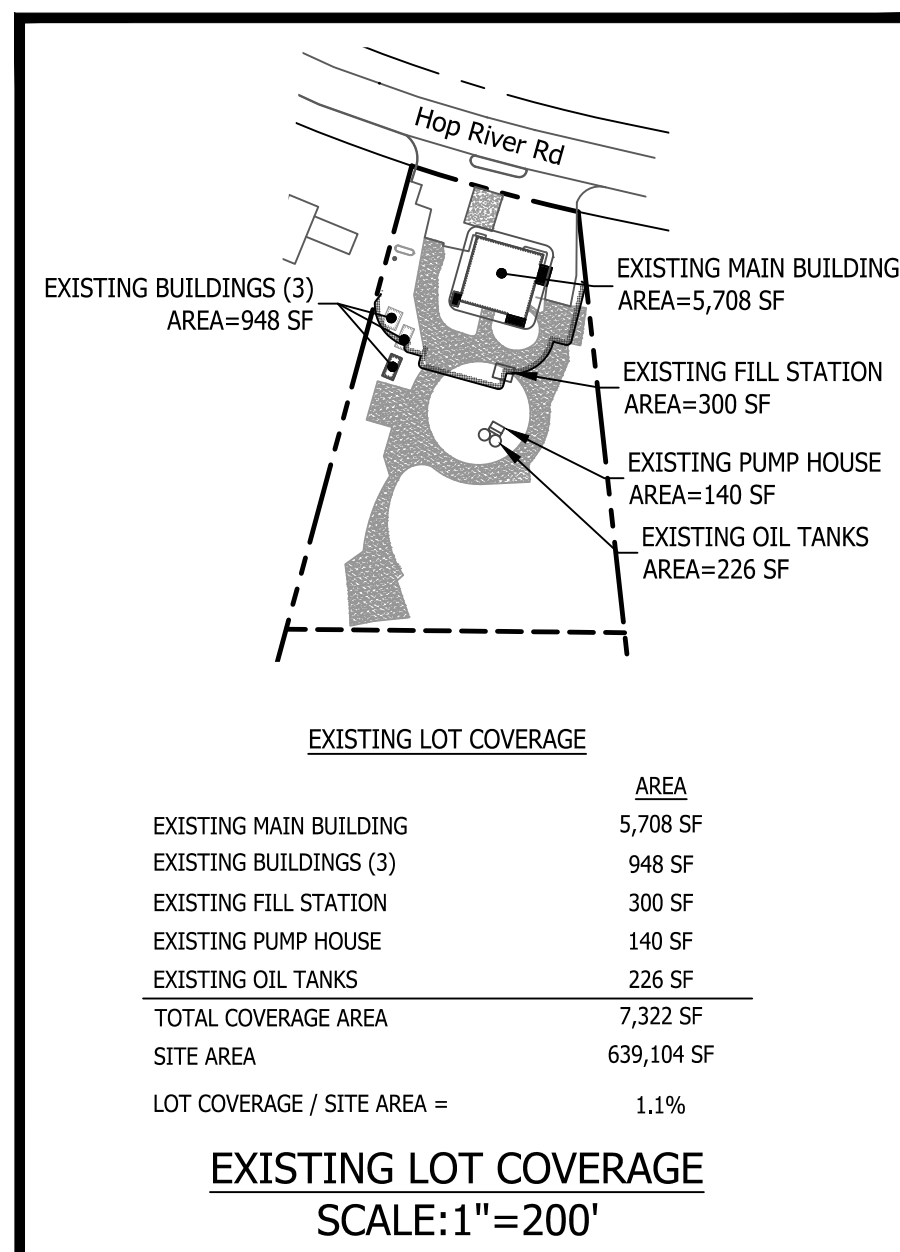 Hop River Rd
EXISTING MAIN BUILDING
AREA=5,708 SF
EXISTING BUILDINGS (3)
AREA=948 SF
EXISTING FILL STATION
AREA=300 SF
EXISTING PUMP HOUSE
AREA=140 SF
EXISTING OIL TANKS
AREA=226 SF
EXISTING LOT COVERAGE
AREA
EXISTING MAIN BUILDING 5,708 SF
EXISTING BUILDINGS (3) 948 SF
EXISTING FILL STATION 300 SF
EXISTING PUMP HOUSE 140 SF
EXISTING OIL TANKS 226 SF
TOTAL COVERAGE AREA 7,322 SF
SITE AREA 639,104 SF
LOT COVERAGE / SITE AREA = 1.1%
EXISTING LOT COVERAGE
SCALE:1"=200'